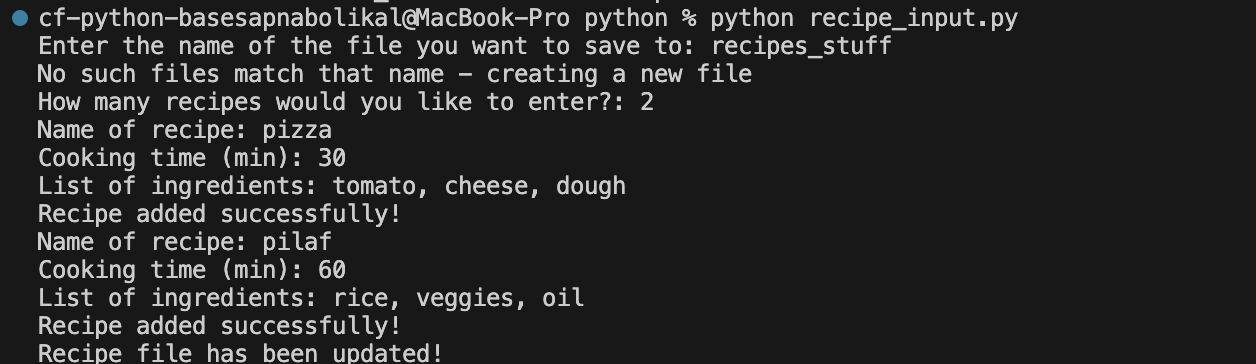 cf-python-basesapnabolikal@MacBook-Pro python % python recipe_input.py
Enter the name of the file you want to save to: recipes_stuff
No such files match that name - creating a new file
How many recipes would you like to enter?: 2
Name of recipe: pizza
Cooking time (min): 30
List of ingredients: tomato, cheese, dough
Recipe added successfully!
Name of recipe: pilaf
Cooking time (min): 60
List of ingredients: rice, veggies, oil
Recipe added successfully!
Recipe file has been updated!